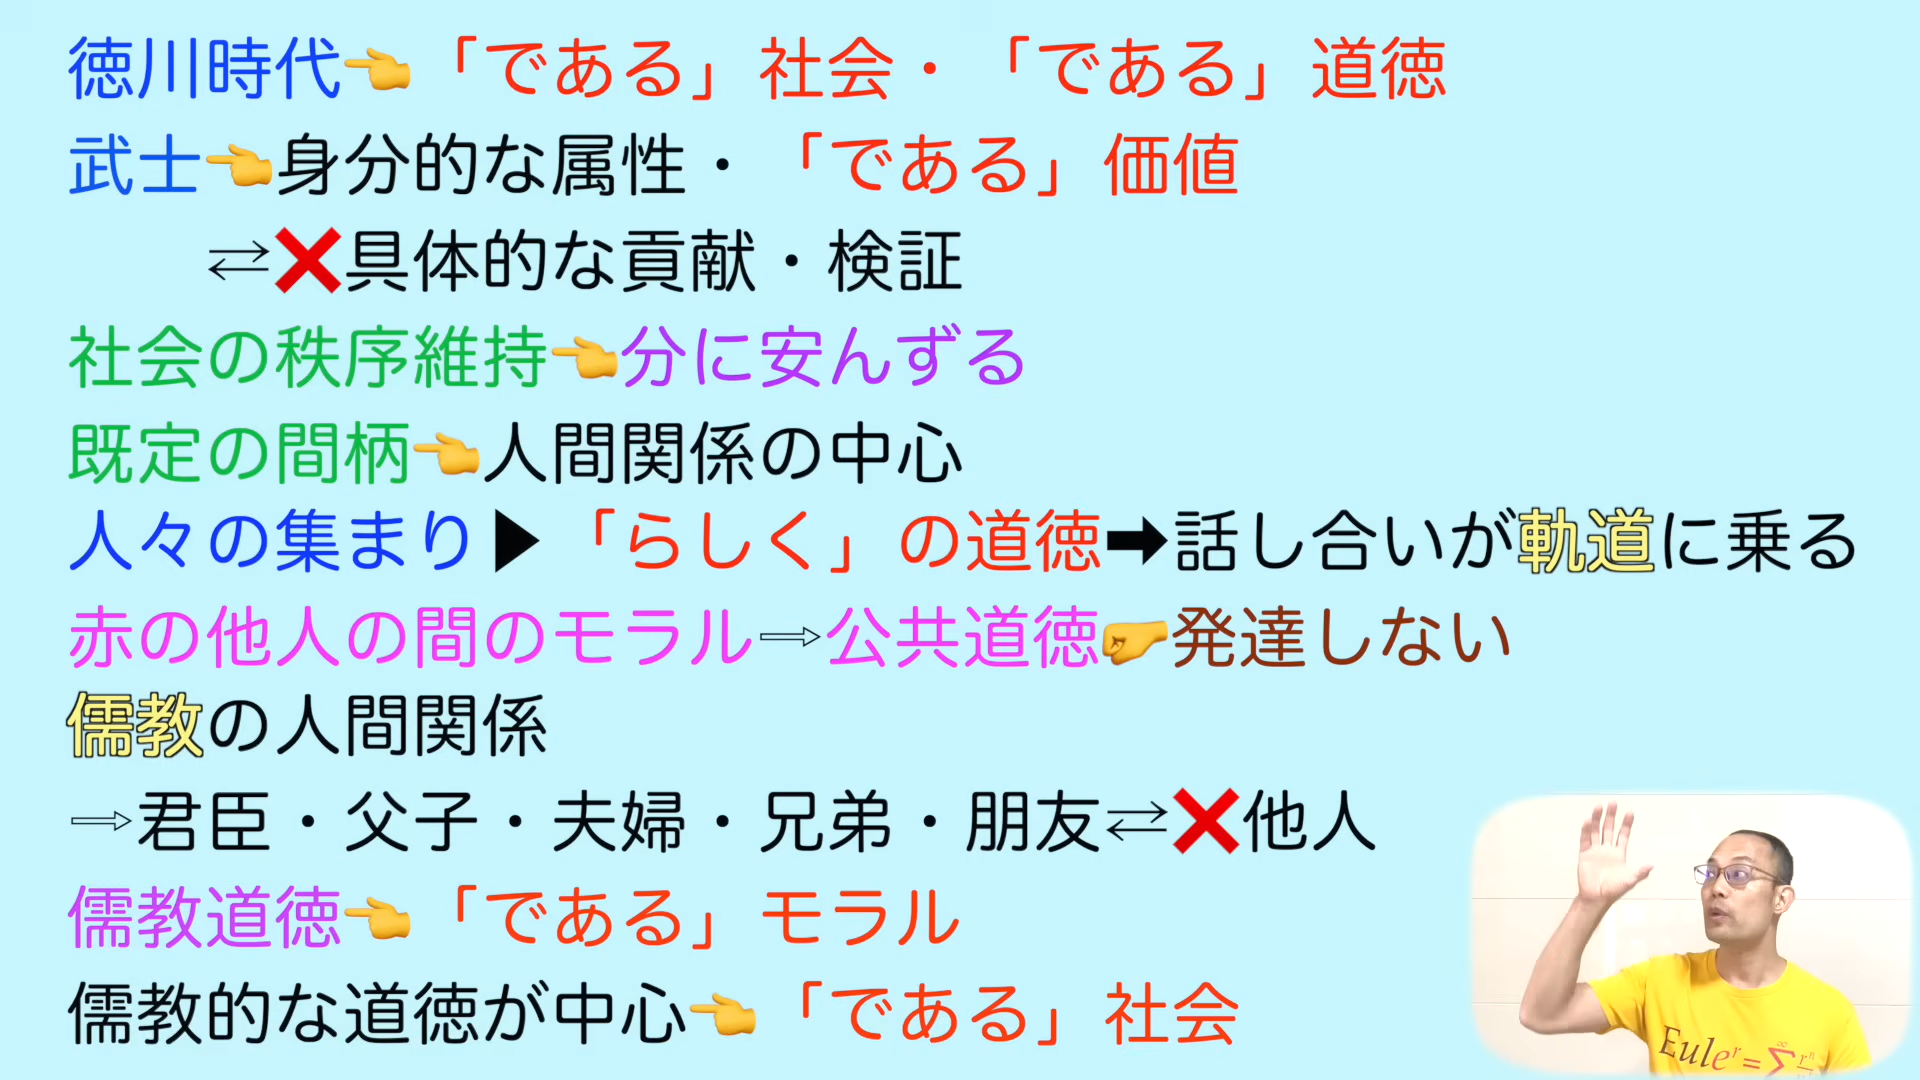 徳川時代👈「である」社会・「である」道徳
武士👈身分的な属性・「である」価値
⇄❌具体的な貢献・検証
社会の秩序維持👈分に安んずる
既定の間柄👈人間関係の中心
人々の集まり▶「らしく」の道徳➡話し合いが軌道に乗る
赤の他人の間のモラル⇨公共道徳🤛発達しない
儒教の人間関係
⇨君臣・父子・夫婦・兄弟・朋友⇄❌他人
儒教道徳👈「である」モラル
儒教的な道徳が中心👈「である」社会
Euler=∑